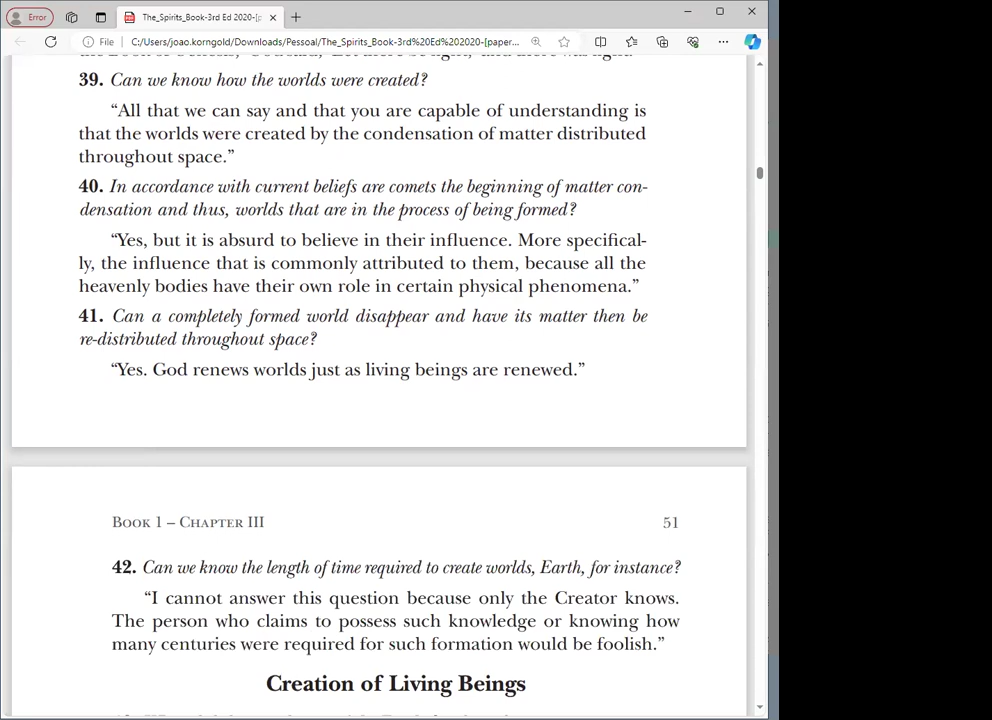 Error
The_Spirits_Book-3rd Ed 2020-[p
File
C:/Users/joao.korngold/Downloads/Pessoal/The_Spirits_Book-3rd%20Ed%202020-[paper...
39. Can we know how the worlds were created?
“All that we can say and that you are capable of understanding is
that the worlds were created by the condensation of matter distributed
throughout space.”
40. In accordance with current beliefs are comets the beginning of matter con-
densation and thus, worlds that are in the process of being formed?
“Yes, but it is absurd to believe in their influence. More specifical-
ly, the influence that is commonly attributed to them, because all the
heavenly bodies have their own role in certain physical phenomena.”
41. Can a completely formed world disappear and have its matter then be
re-distributed throughout space?
“Yes. God renews worlds just as living beings are renewed.”
Book 1 – Chapter III 51
42. Can we know the length of time required to create worlds, Earth, for instance?
“I cannot answer this question because only the Creator knows.
The person who claims to possess such knowledge or knowing how
many centuries were required for such formation would be foolish.”
Creation of Living Beings